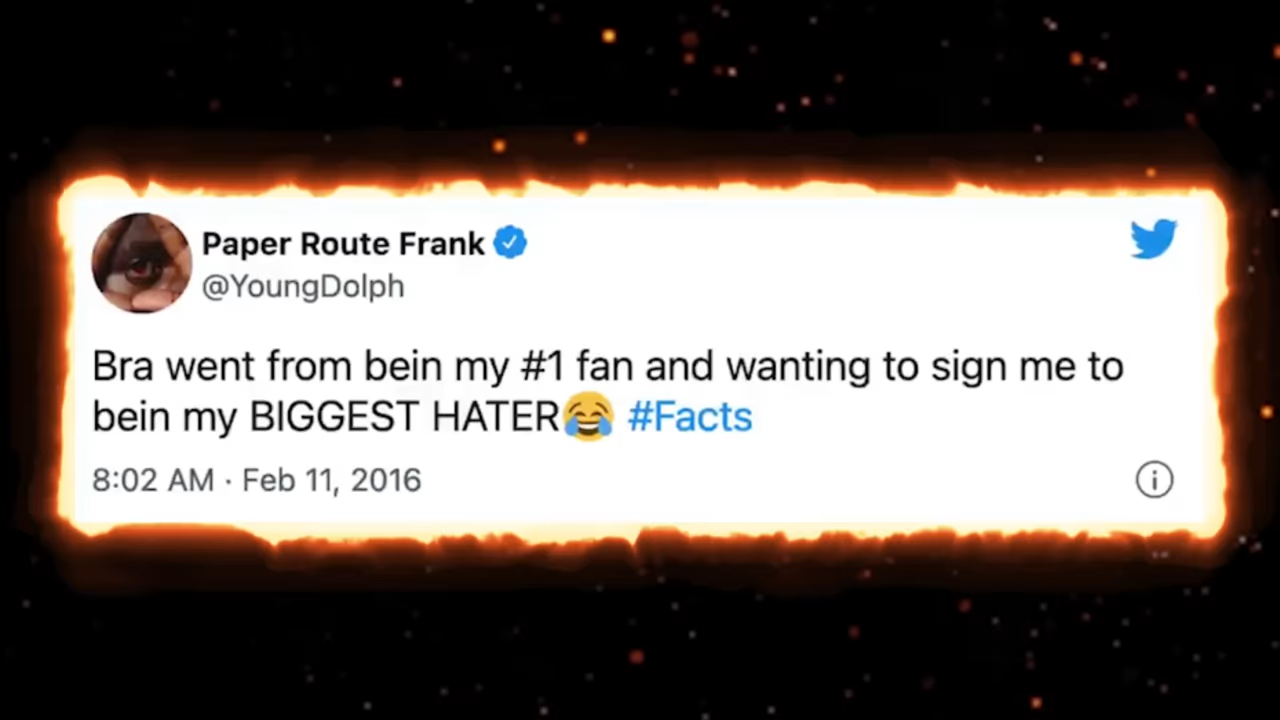 Paper Route Frank
@YoungDolph
Bra went from bein my #1 fan and wanting to sign me to
bein my BIGGEST HATER😂 #Facts
8:02 AM · Feb 11, 2016